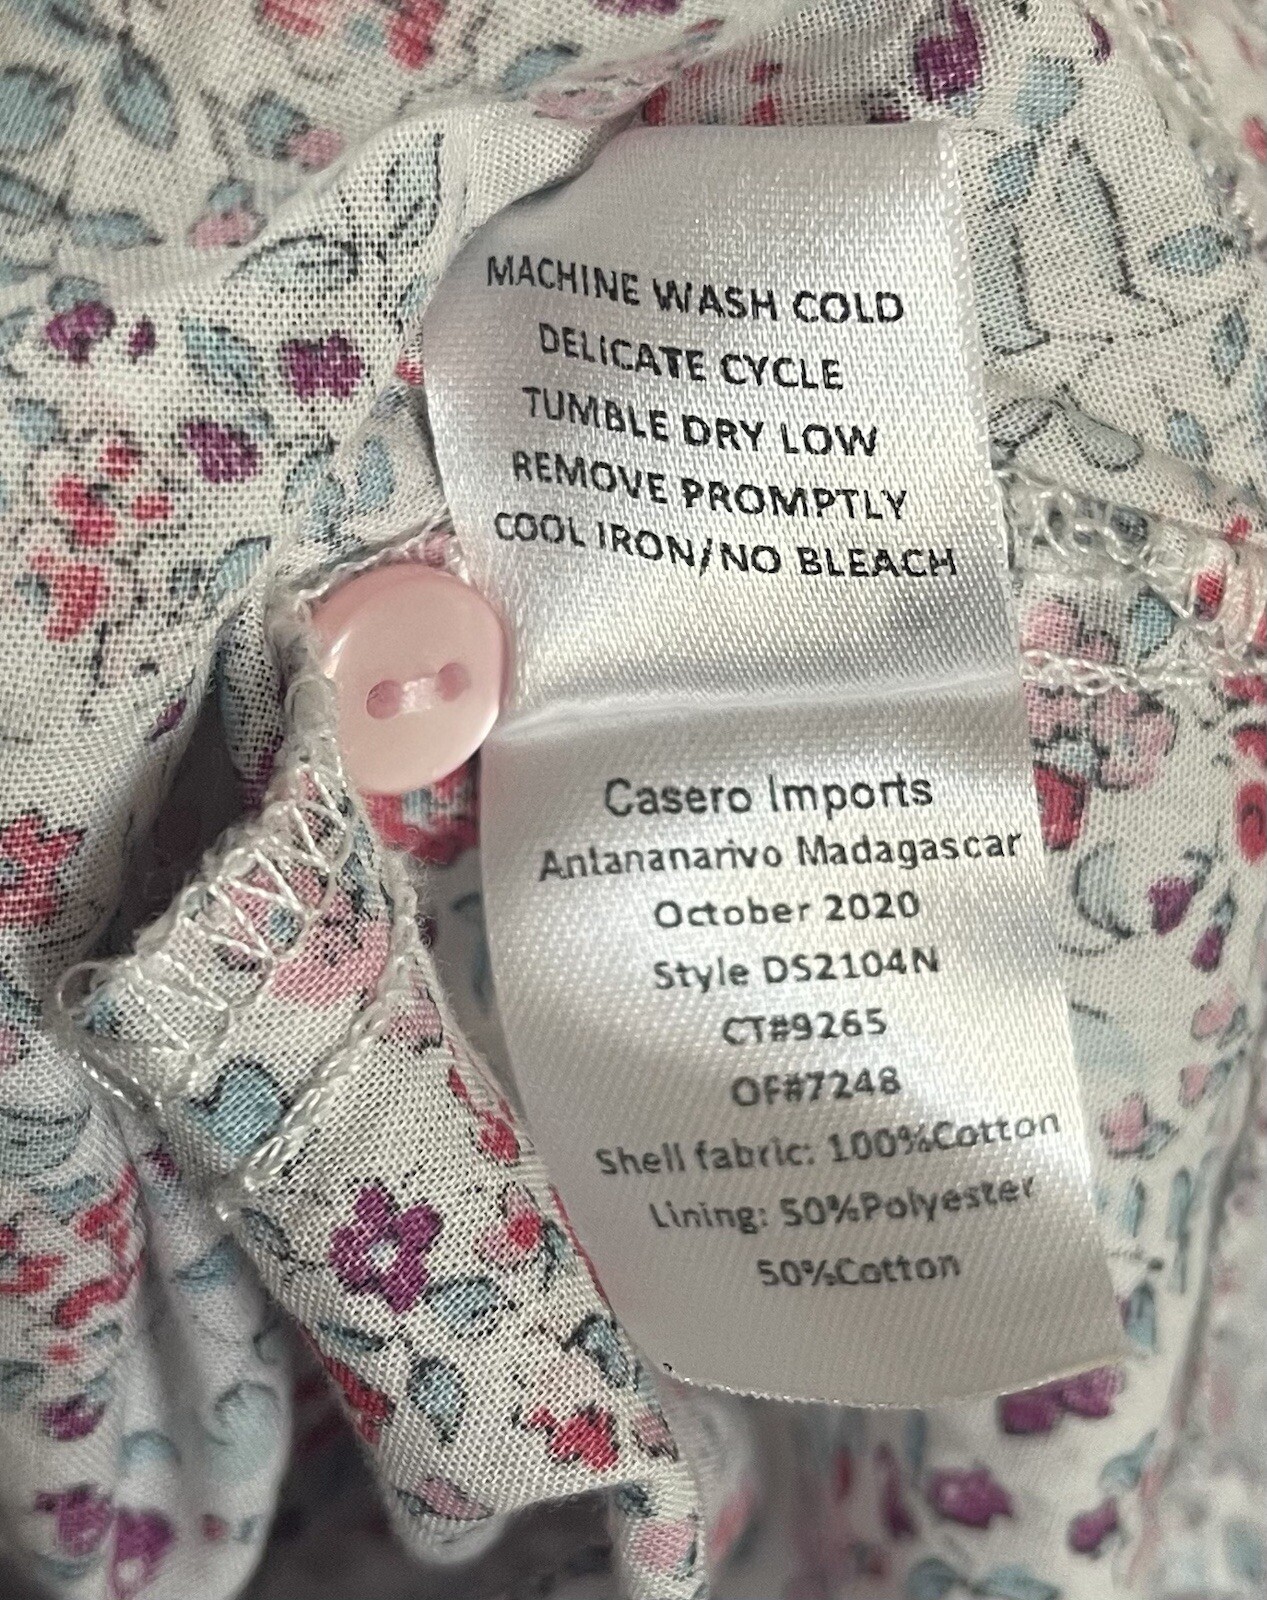 MACHINE WASH COLD
DELICATE CYCLE
TUMBLE DRY LOW
REMOVE PROMPTLY
COOL IRON/NO BLEACH
Casero Imports
Antananarivo Madagascar
October 2020
Style DS2104N
CT#9265
OF#7248
Shell fabric: 100%Cotton
Lining: 50%Polyester
50%Cotton